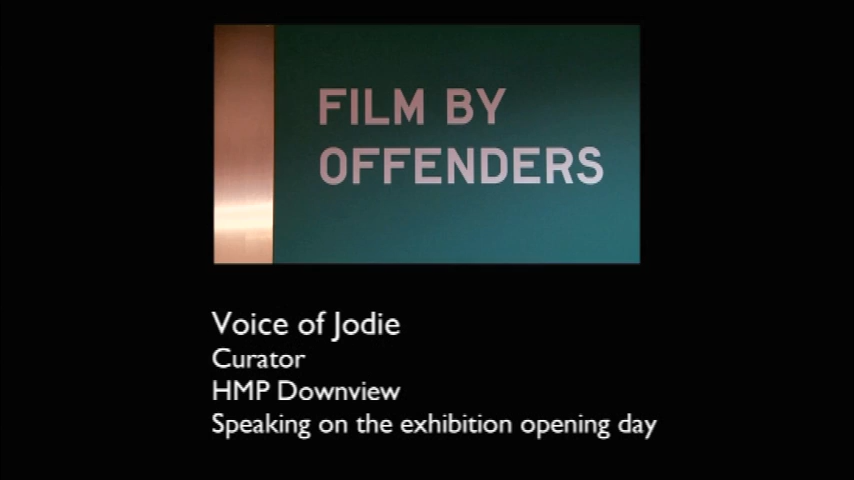 FILM BY
OFFENDERS
Voice of Jodie
Curator
HMP Downview
Speaking on the exhibition opening day